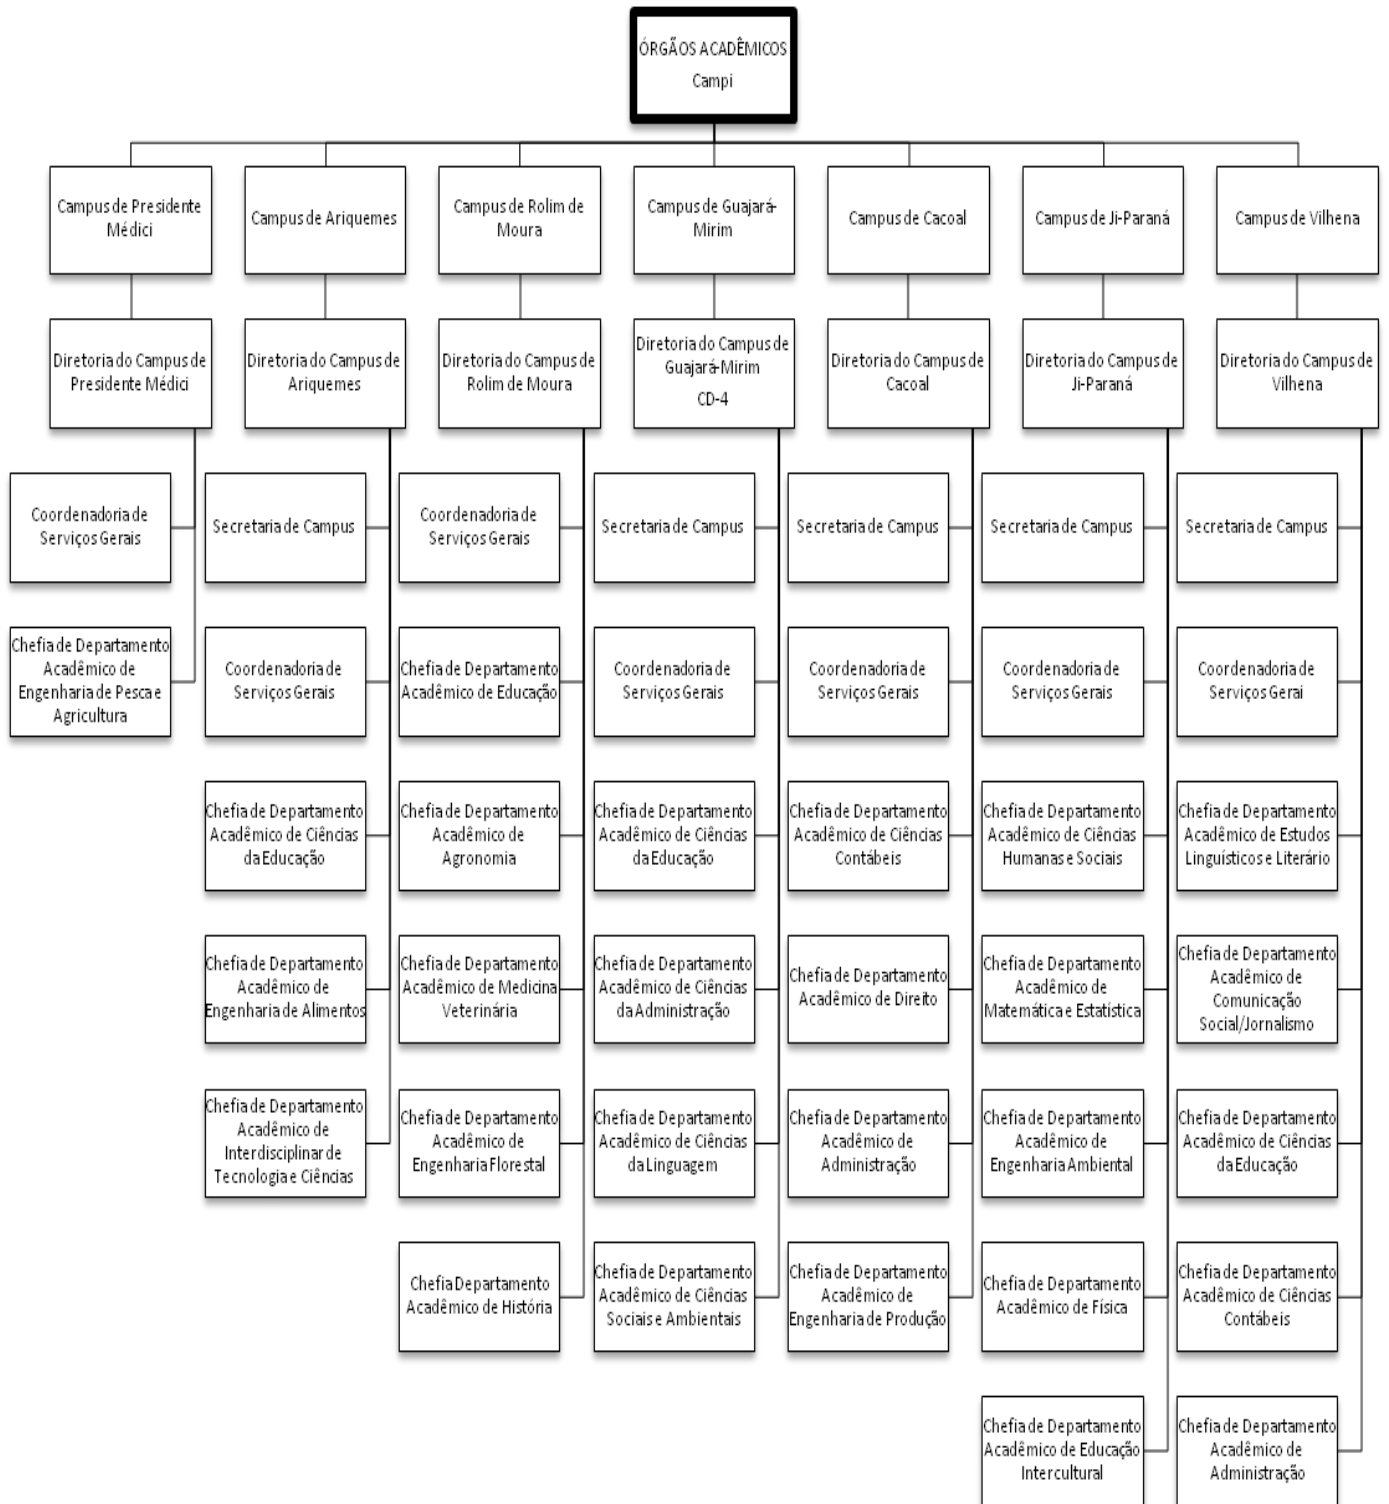 ÓRGÃOS ACADÊMICOS
Campi
Campus de Presidente
Médici
Campus de Ariquemes
Campus de Rolim de
Moura
Campus de Guajará-
Mirim
Campus de Cacoal
Campus de Ji-Paraná
Campus de Vilhena
Diretoria do Campus de
Presidente Médici
Diretoria do Campus de
Ariquemes
Diretoria do Campus de
Rolim de Moura
Diretoria do Campus de
Guajará-Mirim
CD-4
Diretoria do Campus de
Cacoal
Diretoria do Campus de
Ji-Paraná
Diretoria do Campus de
Vilhena
Coordenadoria de
Serviços Gerais
Secretaria de Campus
Coordenadoria de
Serviços Gerais
Secretaria de Campus
Secretaria de Campus
Secretaria de Campus
Secretaria de Campus
Chefia de Departamento
Acadêmico de
Engenharia de Pesca e
Agricultura
Coordenadoria de
Serviços Gerais
Chefia de Departamento
Acadêmico de Educação
Coordenadoria de
Serviços Gerais
Coordenadoria de
Serviços Gerais
Coordenadoria de
Serviços Gerais
Coordenadoria de
Serviços Gerai
Chefia de Departamento
Acadêmico de Ciências
da Educação
Chefia de Departamento
Acadêmico de
Agronomia
Chefia de Departamento
Acadêmico de Ciências
da Educação
Chefia de Departamento
Acadêmico de Ciências
Contábeis
Chefia de Departamento
Acadêmico de Ciências
Humanas e Sociais
Chefia de Departamento
Acadêmico de Estudos
Linguísticos e Literário
Chefia de Departamento
Acadêmico de
Engenharia de Alimentos
Chefia de Departamento
Acadêmico de Medicina
Veterinária
Chefia de Departamento
Acadêmico de Ciências
da Administração
Chefia de Departamento
Acadêmico de Direito
Chefia de Departamento
Acadêmico de
Matemática e Estatística
Chefia de Departamento
Acadêmico de
Comunicação
Social/Jornalismo
Chefia de Departamento
Acadêmico de
Interdisciplinar de
Tecnologia e Ciências
Chefia de Departamento
Acadêmico de
Engenharia Florestal
Chefia de Departamento
Acadêmico de Ciências
da Linguagem
Chefia de Departamento
Acadêmico de
Administração
Chefia de Departamento
Acadêmico de
Engenharia Ambiental
Chefia de Departamento
Acadêmico de Ciências
da Educação
Chefia Departamento
Acadêmico de História
Chefia de Departamento
Acadêmico de Ciências
Sociais e Ambientais
Chefia de Departamento
Acadêmico de
Engenharia de Produção
Chefia de Departamento
Acadêmico de Física
Chefia de Departamento
Acadêmico de Ciências
Contábeis
Chefia de Departamento
Acadêmico de Educação
Intercultural
Chefia de Departamento
Acadêmico de
Administração